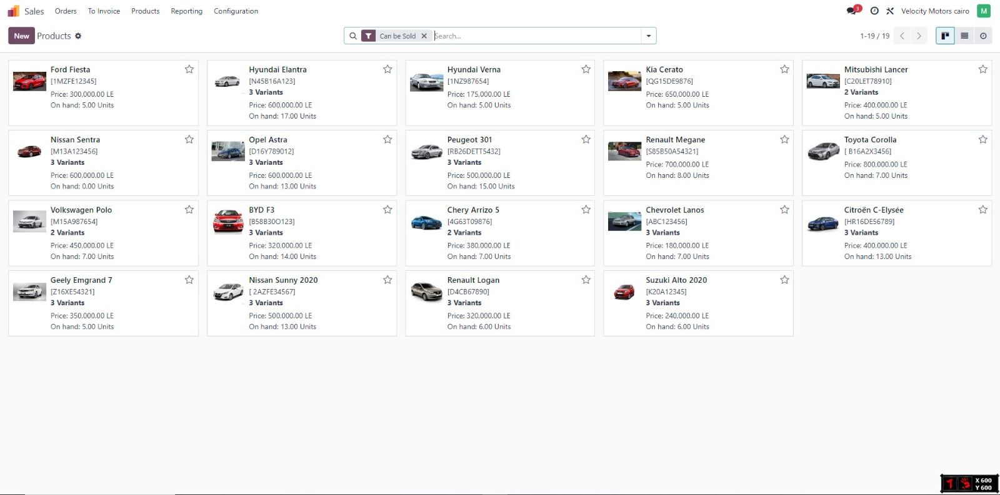 Sales Orders To Invoice Products Reporting Configuration
3 Velocity Motors cairo M
New Products Can be Sold Search... 1-19 / 19
Ford Fiesta
[1MZFE12345]
Price: 300,000.00 LE
On hand: 5.00 Units
Hyundai Elantra
[N45B16A123]
3 Variants
Price: 600,000.00 LE
On hand: 17.00 Units
Hyundai Verna
[1NZ987654]
Price: 175,000.00 LE
On hand: 5.00 Units
Kia Cerato
[QG15DE9876]
Price: 650,000.00 LE
On hand: 5.00 Units
Mitsubishi Lancer
[C20LET78910]
2 Variants
Price: 400,000.00 LE
On hand: 5.00 Units
Nissan Sentra
[M13A123456]
3 Variants
Price: 600,000.00 LE
On hand: 0.00 Units
Opel Astra
[D16Y789012]
3 Variants
Price: 600,000.00 LE
On hand: 13.00 Units
Peugeot 301
[RB26DETT5432]
3 Variants
Price: 500,000.00 LE
On hand: 15.00 Units
Renault Megane
[S85B50A54321]
Price: 700,000.00 LE
On hand: 8.00 Units
Toyota Corolla
[ B16A2X3456]
Price: 800,000.00 LE
On hand: 7.00 Units
Volkswagen Polo
[M15A987654]
2 Variants
Price: 450,000.00 LE
On hand: 7.00 Units
BYD F3
[B58B30O123]
3 Variants
Price: 320,000.00 LE
On hand: 14.00 Units
Chery Arrizo 5
[4G63T09876]
2 Variants
Price: 380,000.00 LE
On hand: 7.00 Units
Chevrolet Lanos
[ABC123456]
3 Variants
Price: 180,000.00 LE
On hand: 7.00 Units
Citroën C-Elysée
[HR16DE56789]
3 Variants
Price: 400,000.00 LE
On hand: 13.00 Units
Geely Emgrand 7
[Z16XE54321]
3 Variants
Price: 350,000.00 LE
On hand: 5.00 Units
Nissan Sunny 2020
[ 2AZFE34567]
3 Variants
Price: 500,000.00 LE
On hand: 13.00 Units
Renault Logan
[D4CB67890]
3 Variants
Price: 320,000.00 LE
On hand: 6.00 Units
Suzuki Alto 2020
[K20A12345]
3 Variants
Price: 240,000.00 LE
On hand: 6.00 Units
X 600
Y 600